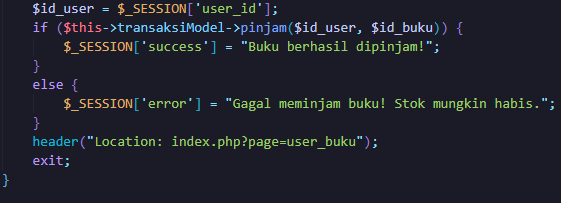 $id_user = $_SESSION['user_id'];
if ($this->transaksiModel->pinjam($id_user, $id_buku)) {
$_SESSION['success'] = "Buku berhasil dipinjam!";
}
else {
$_SESSION['error'] = "Gagal meminjam buku! Stok mungkin habis.";
}
header("Location: index.php?page=user_buku");
exit;
}